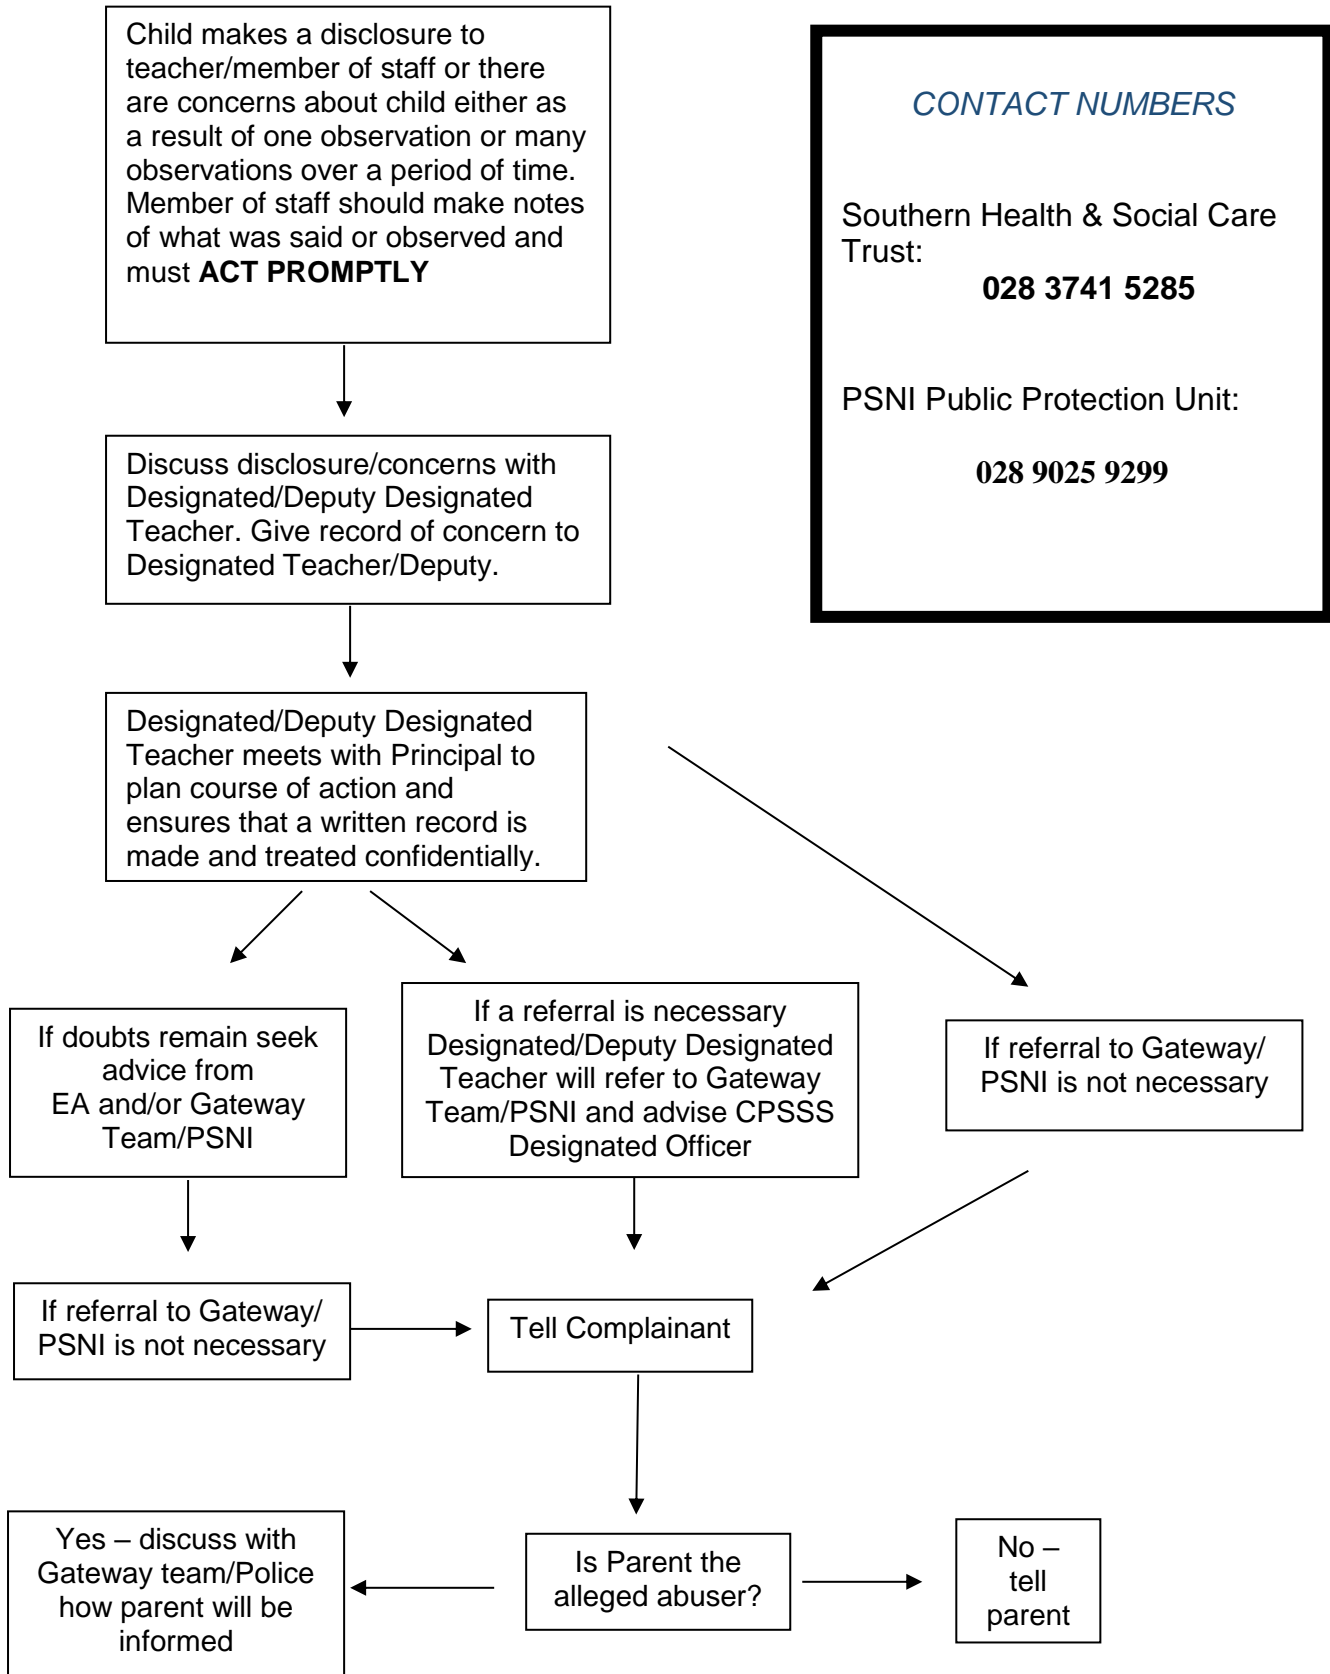 Child makes a disclosure to
teacher/member of staff or there
are concerns about child either as
a result of one observation or many
observations over a period of time.
Member of staff should make notes
of what was said or observed and
must ACT PROMPTLY
CONTACT NUMBERS
Southern Health & Social Care
Trust:
028 3741 5285
PSNI Public Protection Unit:
028 9025 9299
Discuss disclosure/concerns with
Designated/Deputy Designated
Teacher. Give record of concern to
Designated Teacher/Deputy.
Designated/Deputy Designated
Teacher meets with Principal to
plan course of action and
ensures that a written record is
made and treated confidentially.
If doubts remain seek
advice from
EA and/or Gateway
Team/PSNI
If a referral is necessary
Designated/Deputy Designated
Teacher will refer to Gateway
Team/PSNI and advise CPSSS
Designated Officer
If referral to Gateway/
PSNI is not necessary
If referral to Gateway/
PSNI is not necessary
Tell Complainant
Yes – discuss with
Gateway team/Police
how parent will be
informed
Is Parent the
alleged abuser?
No –
tell
parent